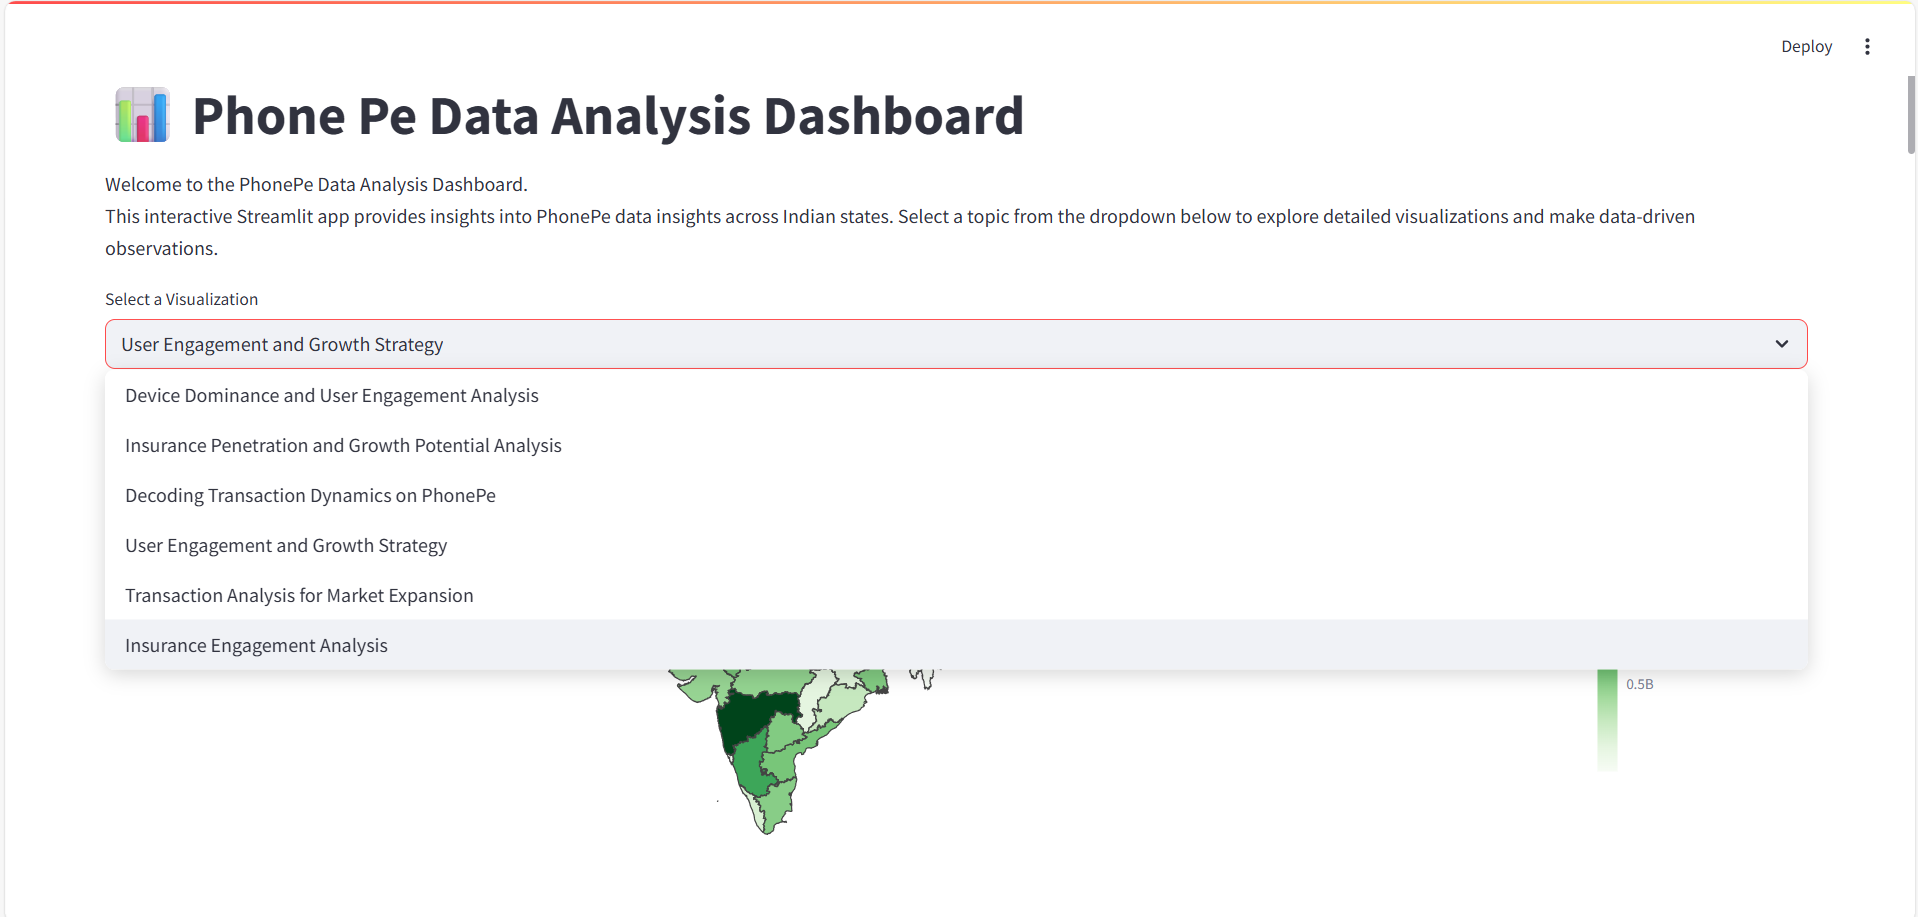 Deploy
Phone Pe Data Analysis Dashboard
Welcome to the PhonePe Data Analysis Dashboard.
This interactive Streamlit app provides insights into PhonePe data insights across Indian states. Select a topic from the dropdown below to explore detailed visualizations and make data-driven
observations.
Select a Visualization
User Engagement and Growth Strategy
Device Dominance and User Engagement Analysis
Insurance Penetration and Growth Potential Analysis
Decoding Transaction Dynamics on PhonePe
User Engagement and Growth Strategy
Transaction Analysis for Market Expansion
Insurance Engagement Analysis
0.5B